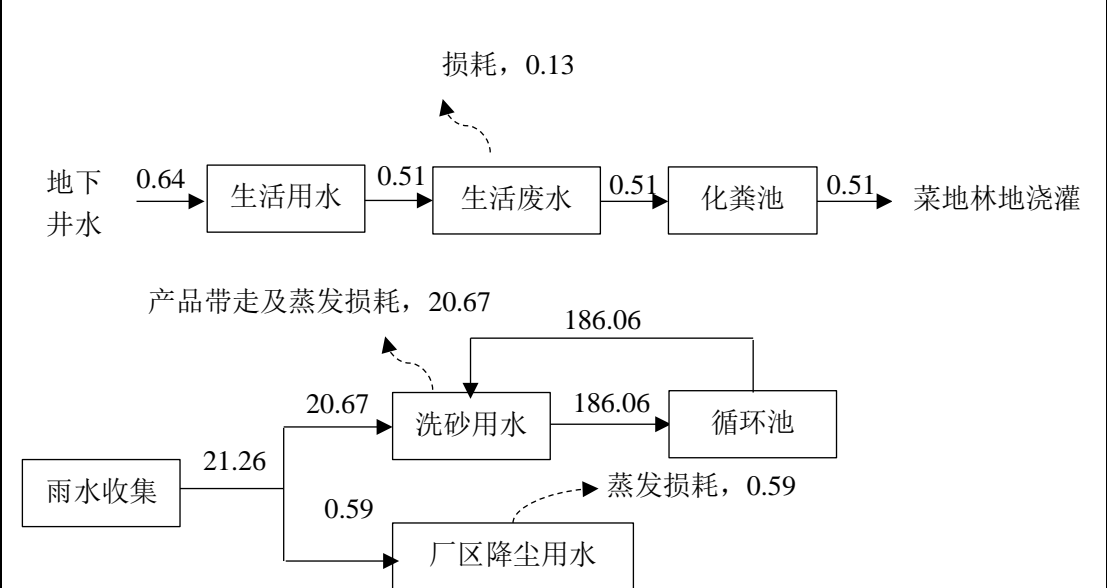 损耗，0.13
地下
井水
0.64
生活用水
0.51
生活废水
0.51
化粪池
0.51
菜地林地浇灌
产品带走及蒸发损耗，20.67
186.06
20.67
洗砂用水
186.06
循环池
雨水收集
21.26
蒸发损耗，0.59
0.59
厂区降尘用水